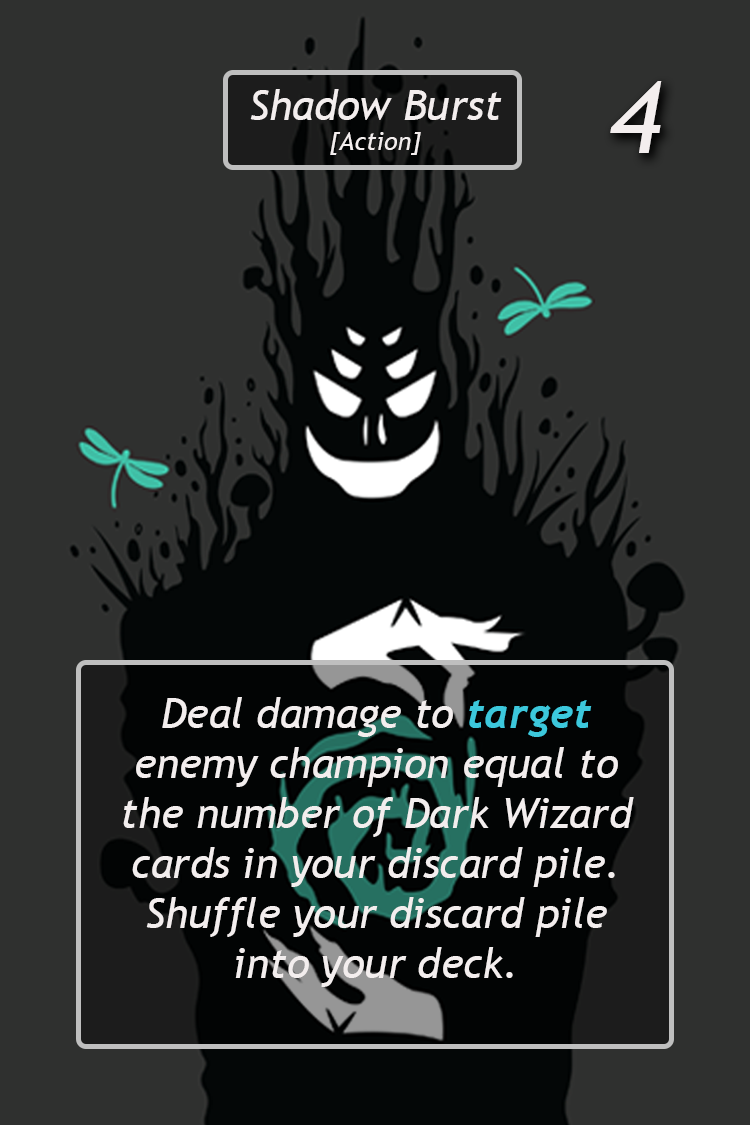 Shadow Burst
[Action]
4
Deal damage to target
enemy champion equal to
the number of Dark Wizard
cards in your discard pile.
Shuffle your discard pile
into your deck.